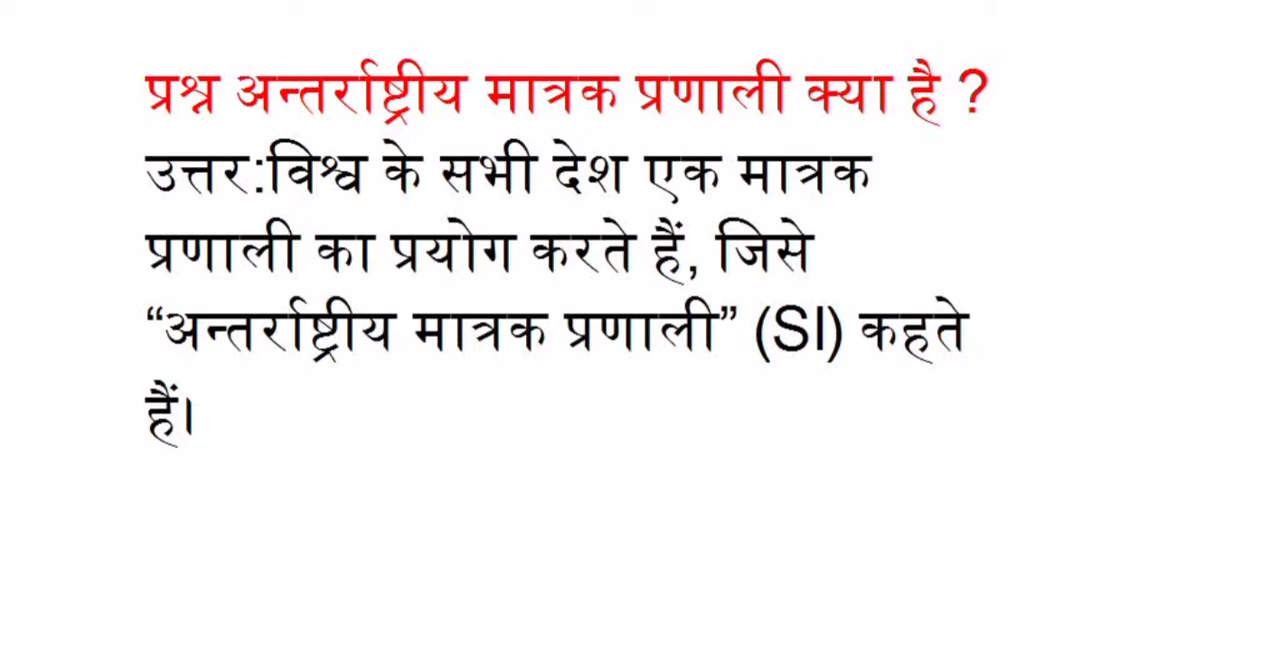 प्रश्न अन्तर्राष्ट्रीय मात्रक प्रणाली क्या है ?
उत्तर:विश्व के सभी देश एक मात्रक
प्रणाली का प्रयोग करते हैं, जिसे
“अन्तर्राष्ट्रीय मात्रक प्रणाली” (SI) कहते
हैं।